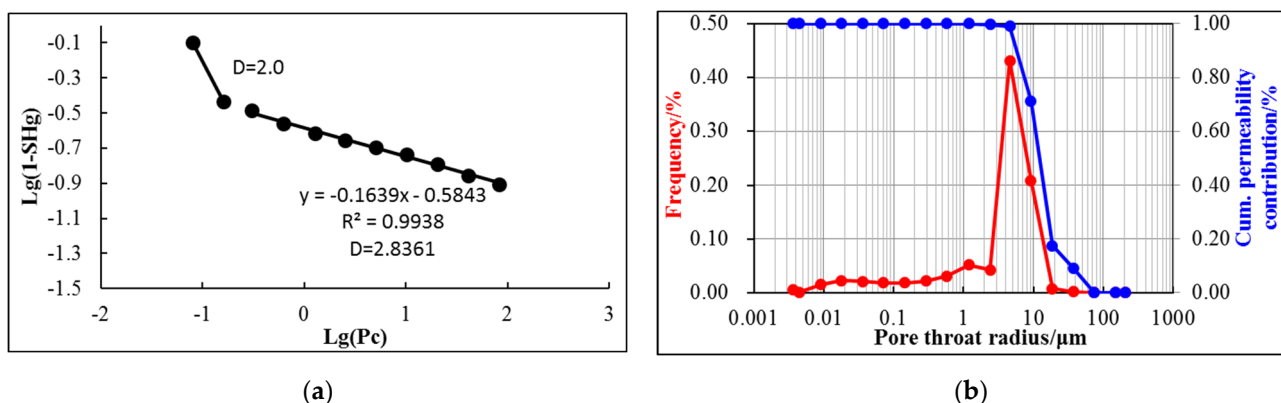 -0.1
-0.3
-0.5
-0.7
-0.9
-1.1
-1.3
-1.5
Lg(1-SHg)
D=2.0
y = -0.1639x - 0.5843
R² = 0.9938
D=2.8361
-2
-1
0
1
2
3
Lg(Pc)
(a)
0.50
0.40
0.30
0.20
0.10
0.00
Frequency/%
1.00
0.80
0.60
0.40
0.20
0.00
Cum. permeability
contribution/%
0.001
0.01
0.1
1
10
100
1000
Pore throat radius/μm
(b)